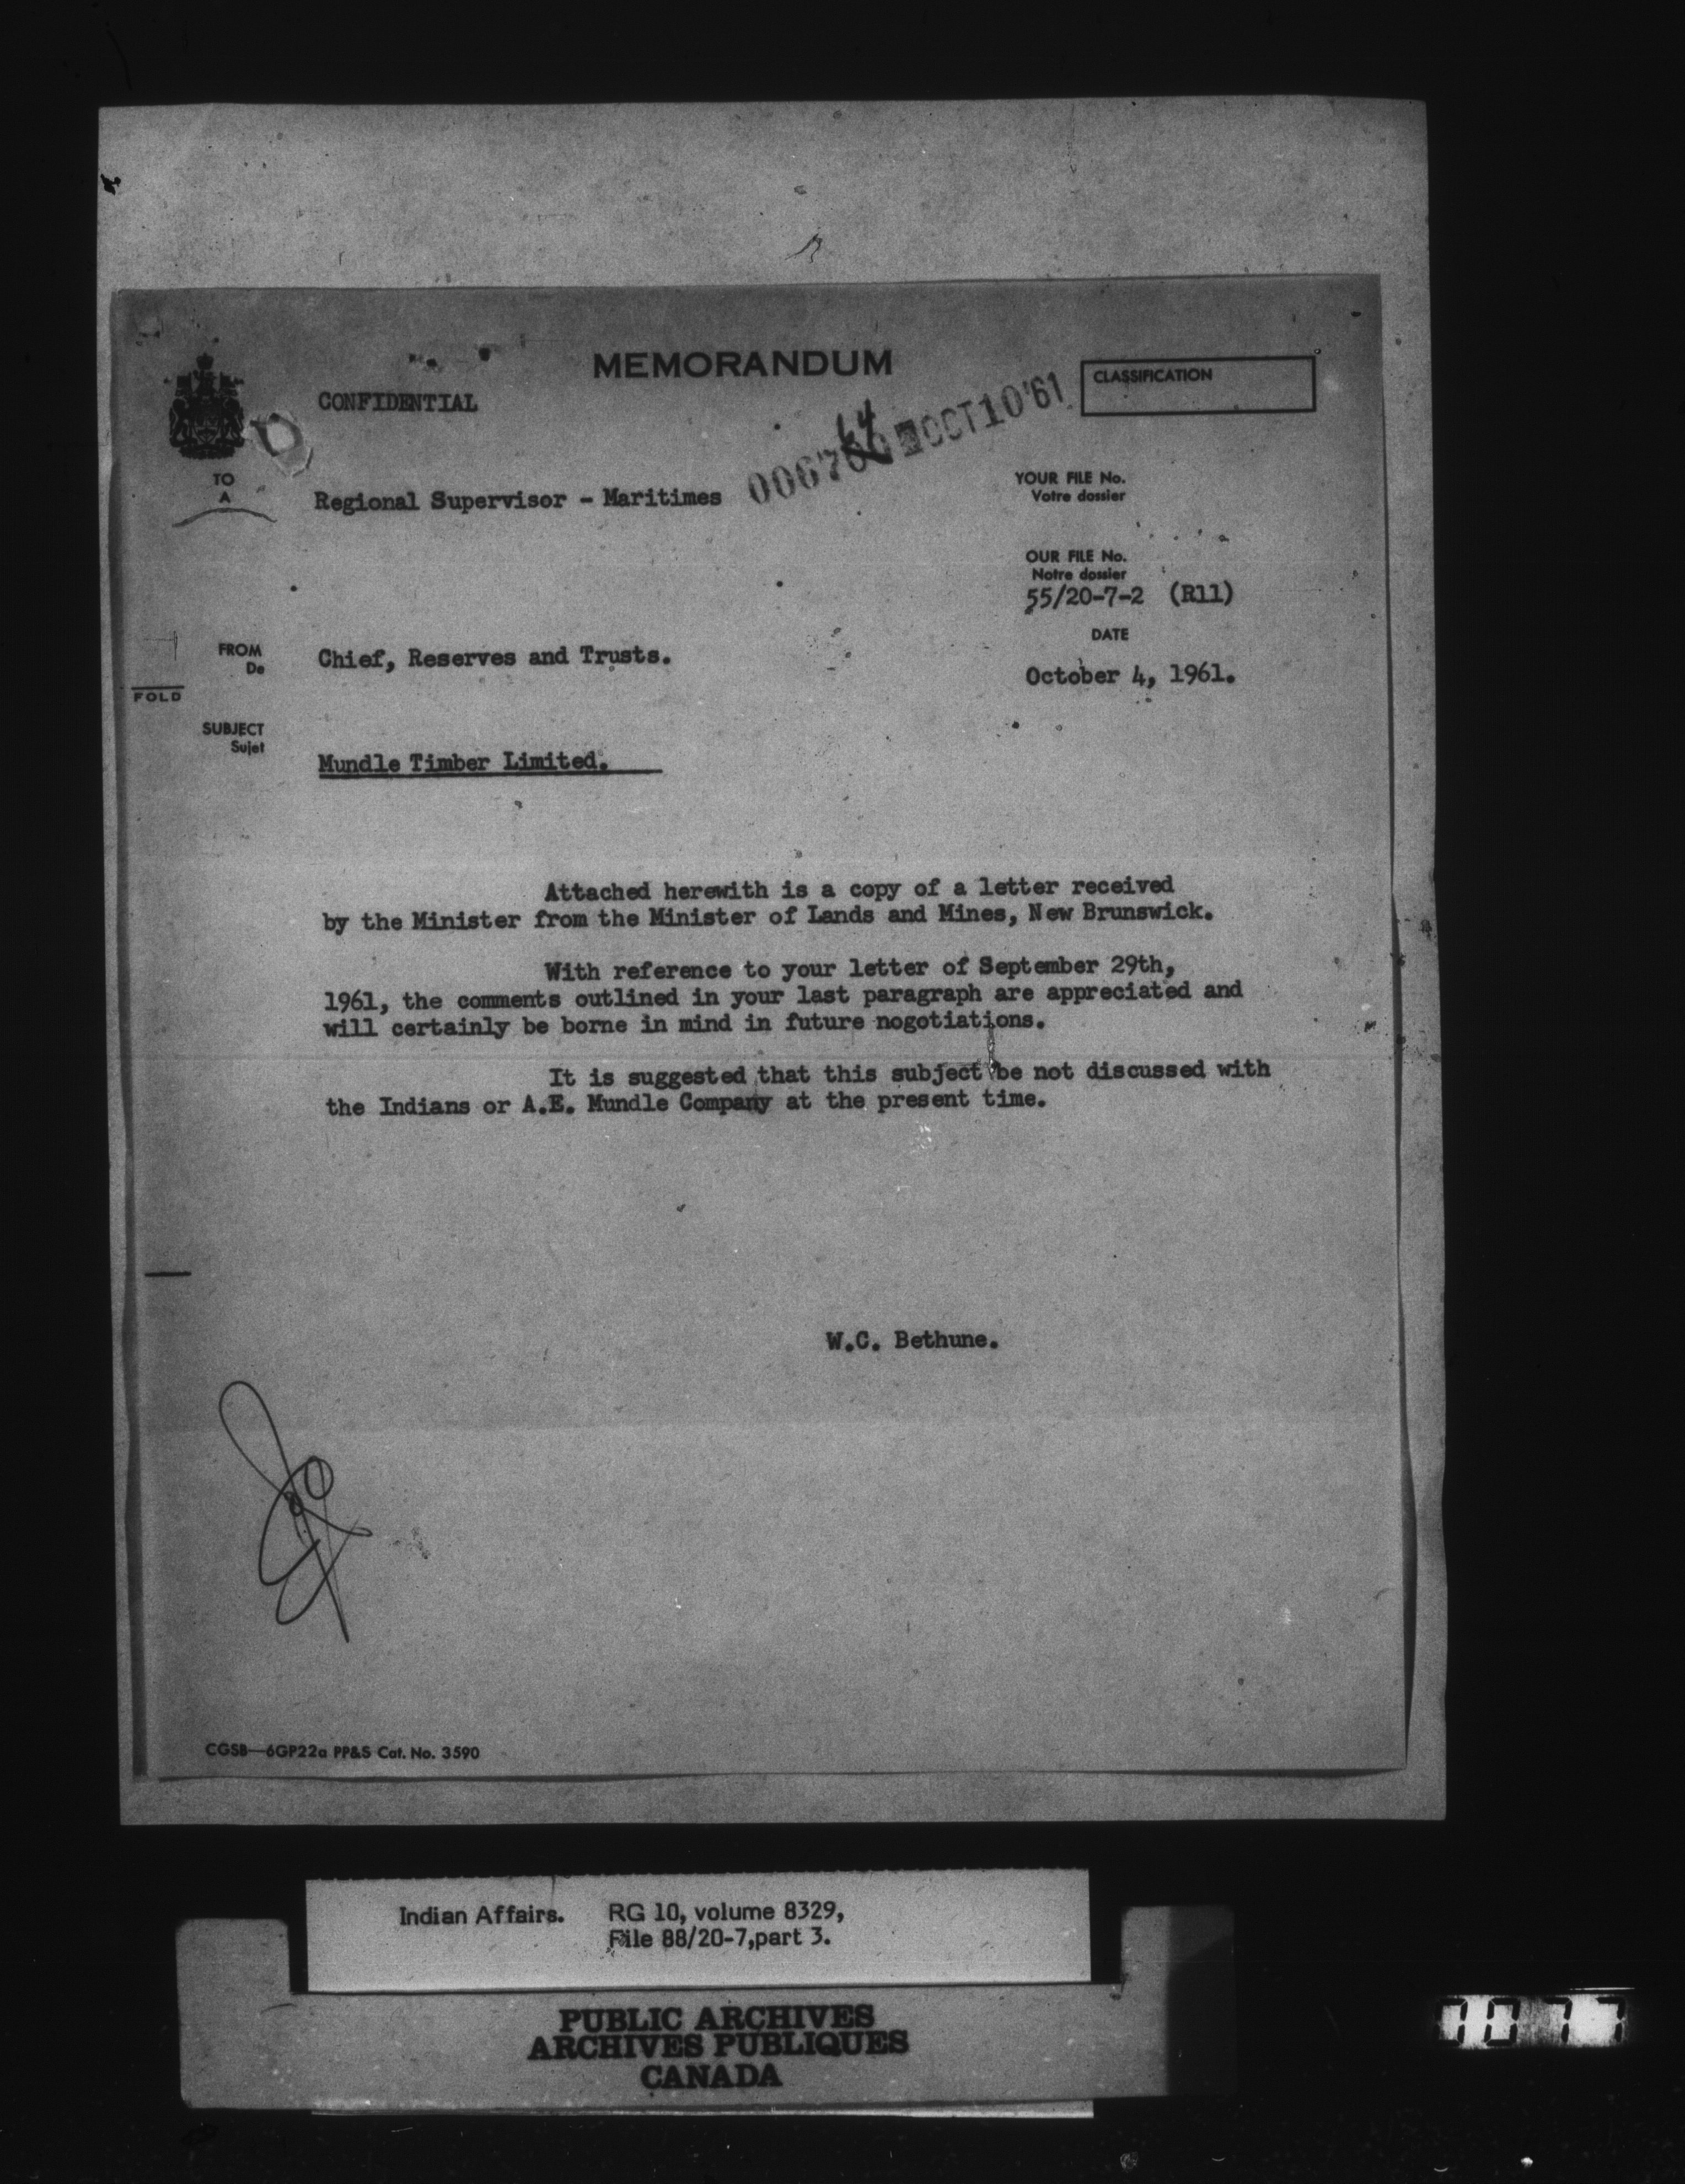 MEMORANDUM
CONFIDENTIAL
CLASSIFICATION
OCT 10 '61
TO
A
Regional Supervisor - Maritimes
YOUR FILE No.
Votre dossier
OUR FILE No.
Notre dossier
55/20-7-2 (R11)
DATE
October 4, 1961.
FROM
De
Chief, Reserves and Trusts.
FOLD
SUBJECT
Sujet
Mundle Timber Limited.
Attached herewith is a copy of a letter received
by the Minister from the Minister of Lands and Mines, New Brunswick.
With reference to your letter of September 29th,
1961, the comments outlined in your last paragraph are appreciated and
will certainly be borne in mind in future nogotiations.
It is suggested that this subject be not discussed with
the Indians or A.E. Mundle Company at the present time.
W.C. Bethune.
CGSB—6GP22a PP&S Cat. No. 3590
Indian Affairs. RG 10, volume 8329,
File 88/20-7,part 3.
PUBLIC ARCHIVES
ARCHIVES PUBLIQUES
CANADA